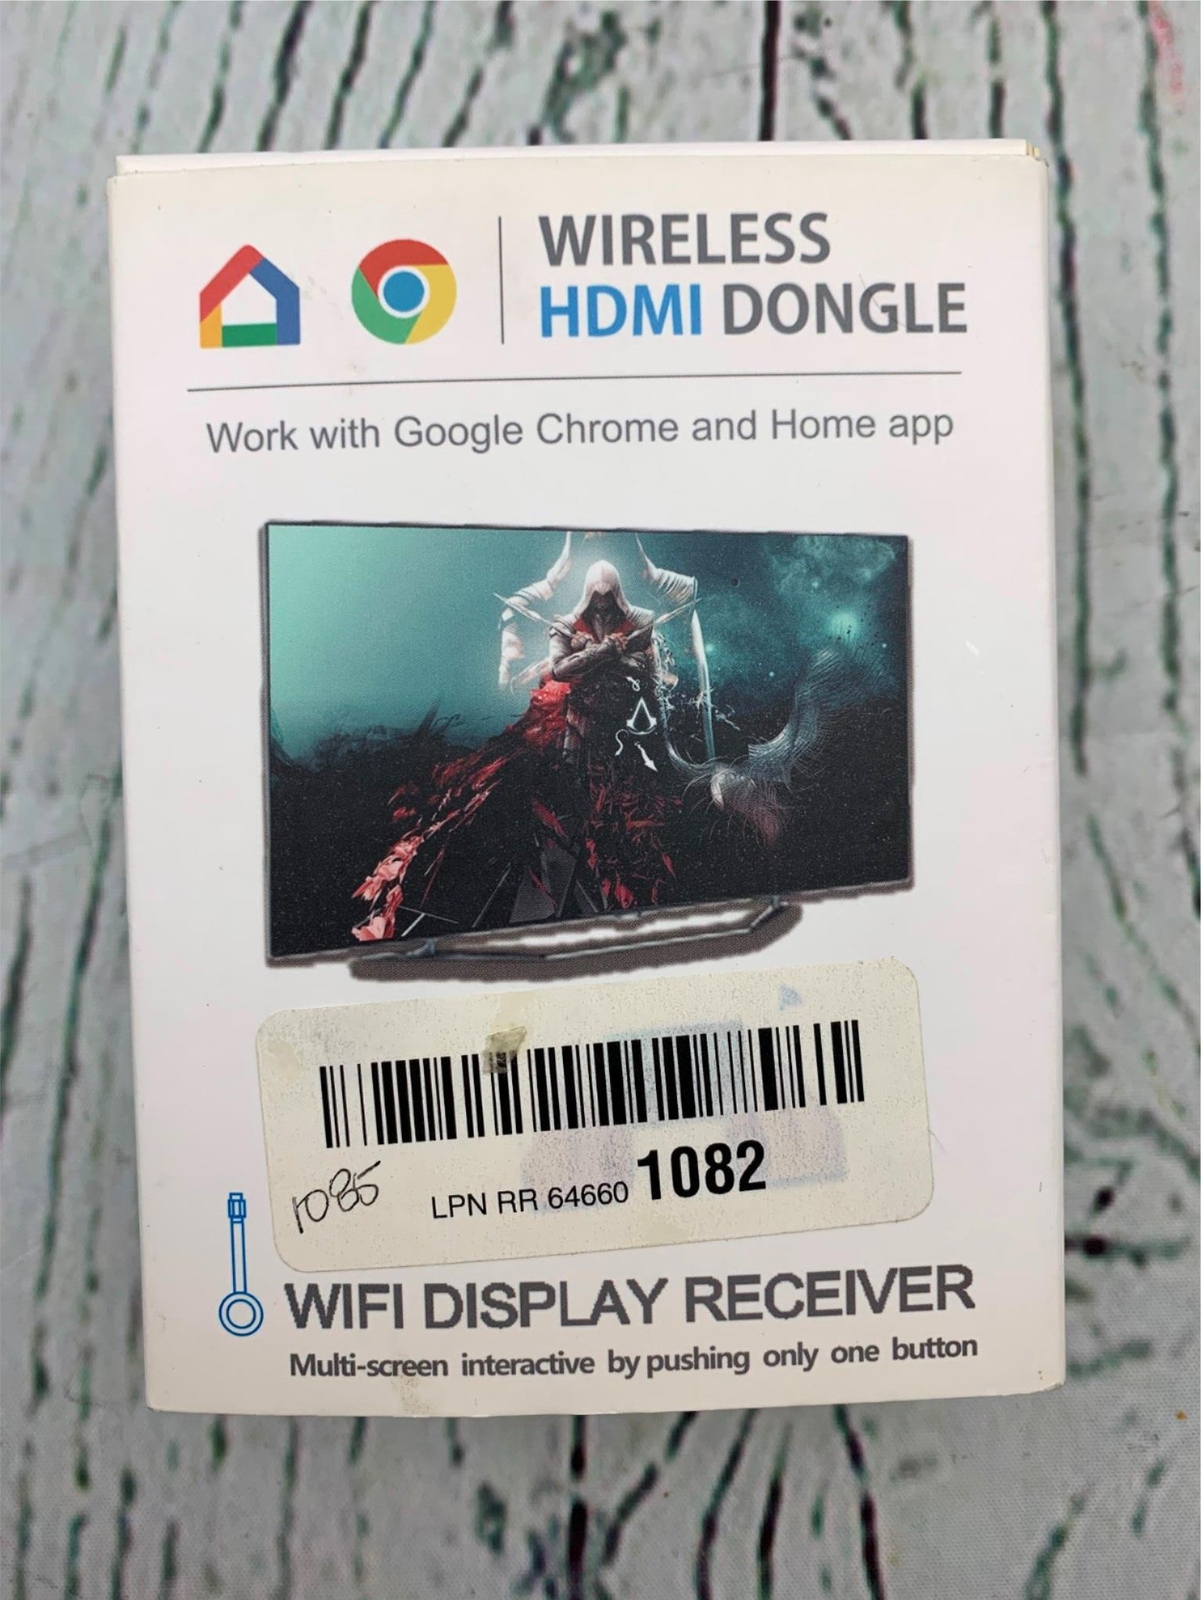 WIRELESS
HDMI DONGLE
Work with Google Chrome and Home app
1085
LPN RR 64660 1082
WIFI DISPLAY RECEIVER
Multi-screen interactive by pushing only one button